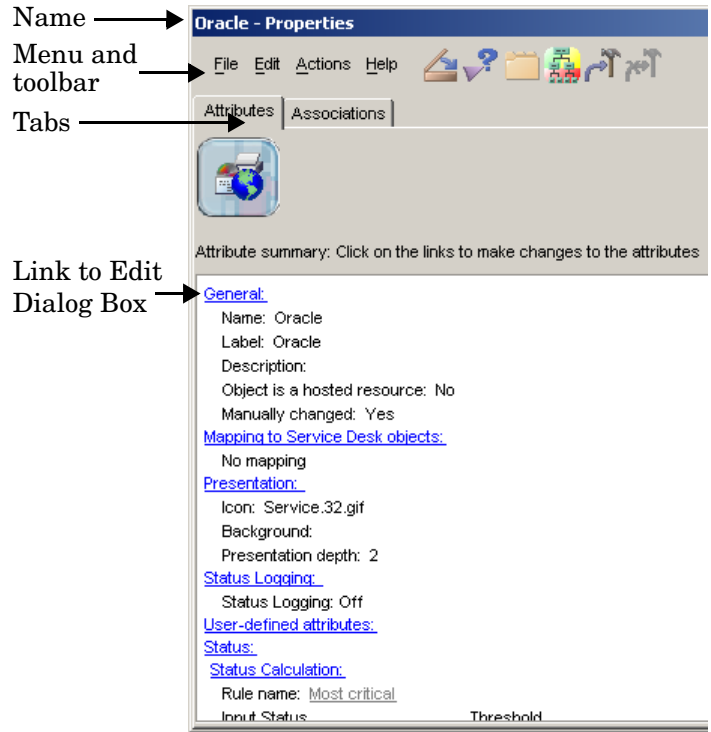 Name
Oracle - Properties
Menu and
toolbar
File Edit Actions Help
Tabs
Attributes Associations
Attribute summary: Click on the links to make changes to the attributes
Link to Edit
Dialog Box
General:
Name: Oracle
Label: Oracle
Description:
Object is a hosted resource: No
Manually changed: Yes
Mapping to Service Desk objects:
No mapping
Presentation:
Icon: Service.32.gif
Background:
Presentation depth: 2
Status Logging:
Status Logging: Off
User-defined attributes:
Status:
Status Calculation:
Rule name: Most critical
Input Status Threshold